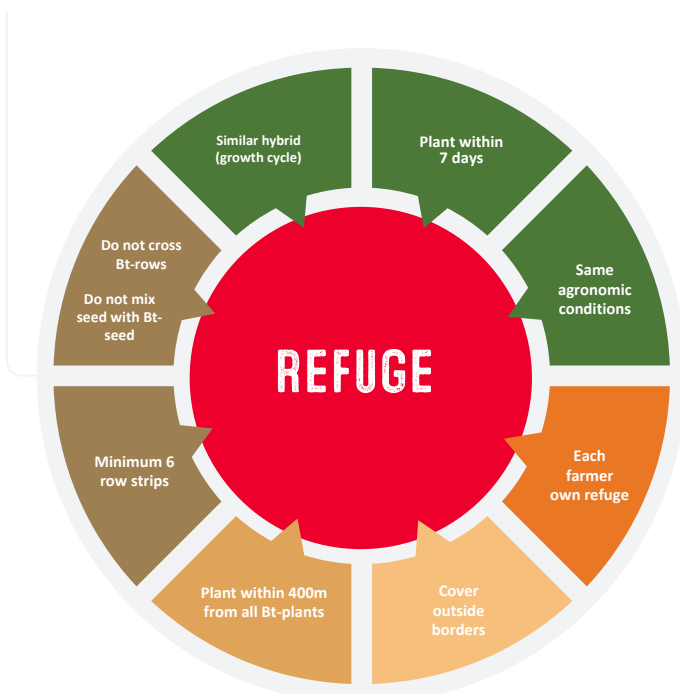 Similar hybrid
(growth cycle)
Plant within
7 days
Same
agronomic
conditions
Each
farmer
own refuge
Cover
outside
borders
Plant within 400m
from all Bt-plants
Minimum 6
row strips
Do not cross
Bt-rows
Do not mix
seed with Bt-
seed
REFUGE